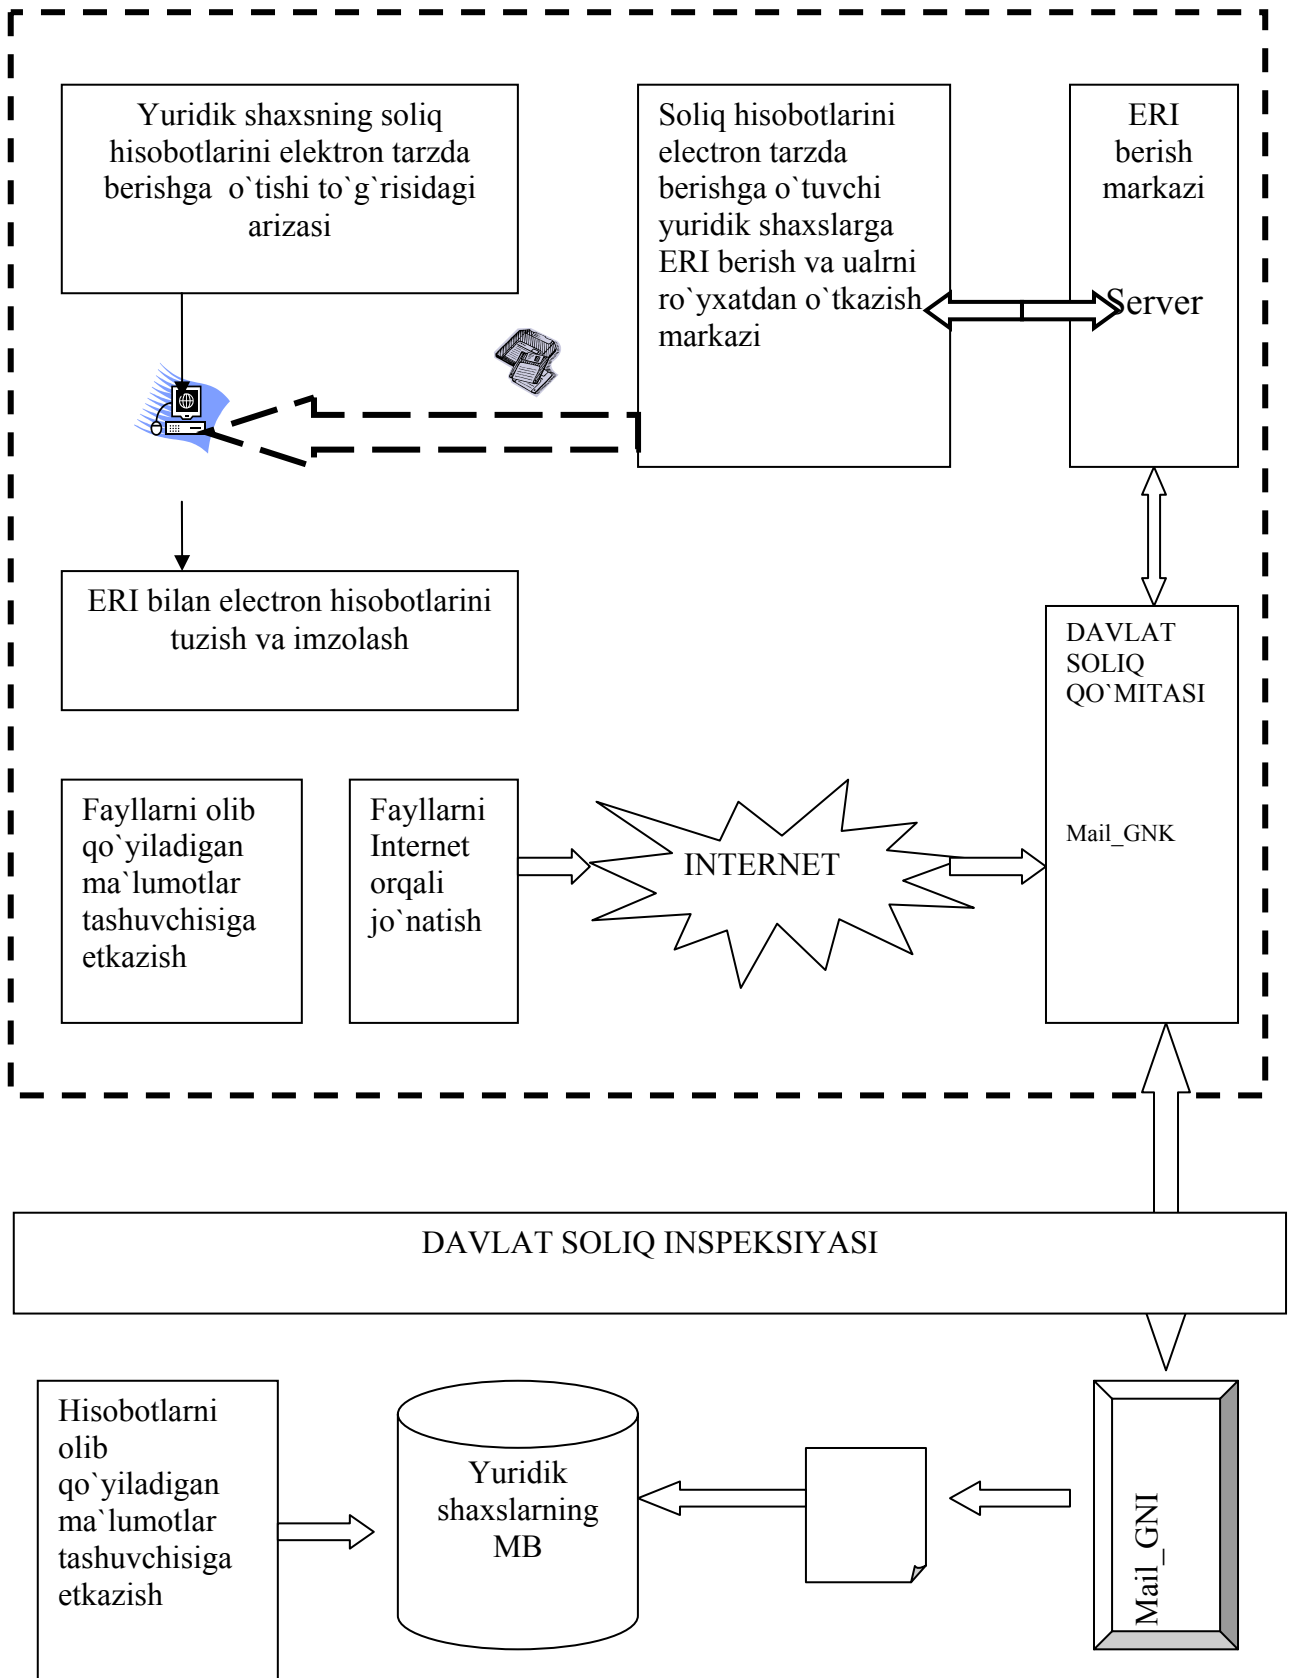 Yuridik shaxsning soliq
hisobotlarini elektron tarzda
berishga o`tishi to`g`risidagi
arizasi
Soliq hisobotlarini
electron tarzda
berishga o`tuvchi
yuridik shaxslarga
ERI berish va ualrni
ro`yxatdan o`tkazish
markazi
ERI
berish
markazi
Server
ERI bilan electron hisobotlarini
tuzish va imzolash
DAVLAT
SOLIQ
QO`MITASI
Mail_GNK
Fayllarni olib
qo`yiladigan
ma`lumotlar
tashuvchisiga
etkazish
Fayllarni
Internet
orqali
jo`natish
INTERNET
DAVLAT SOLIQ INSPEKSIYASI
Hisobotlarni
olib
qo`yiladigan
ma`lumotlar
tashuvchisiga
etkazish
Yuridik
shaxslarning
MB
Mail_GNI